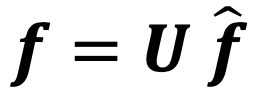 𝒇 = 𝑼 𝒇̂